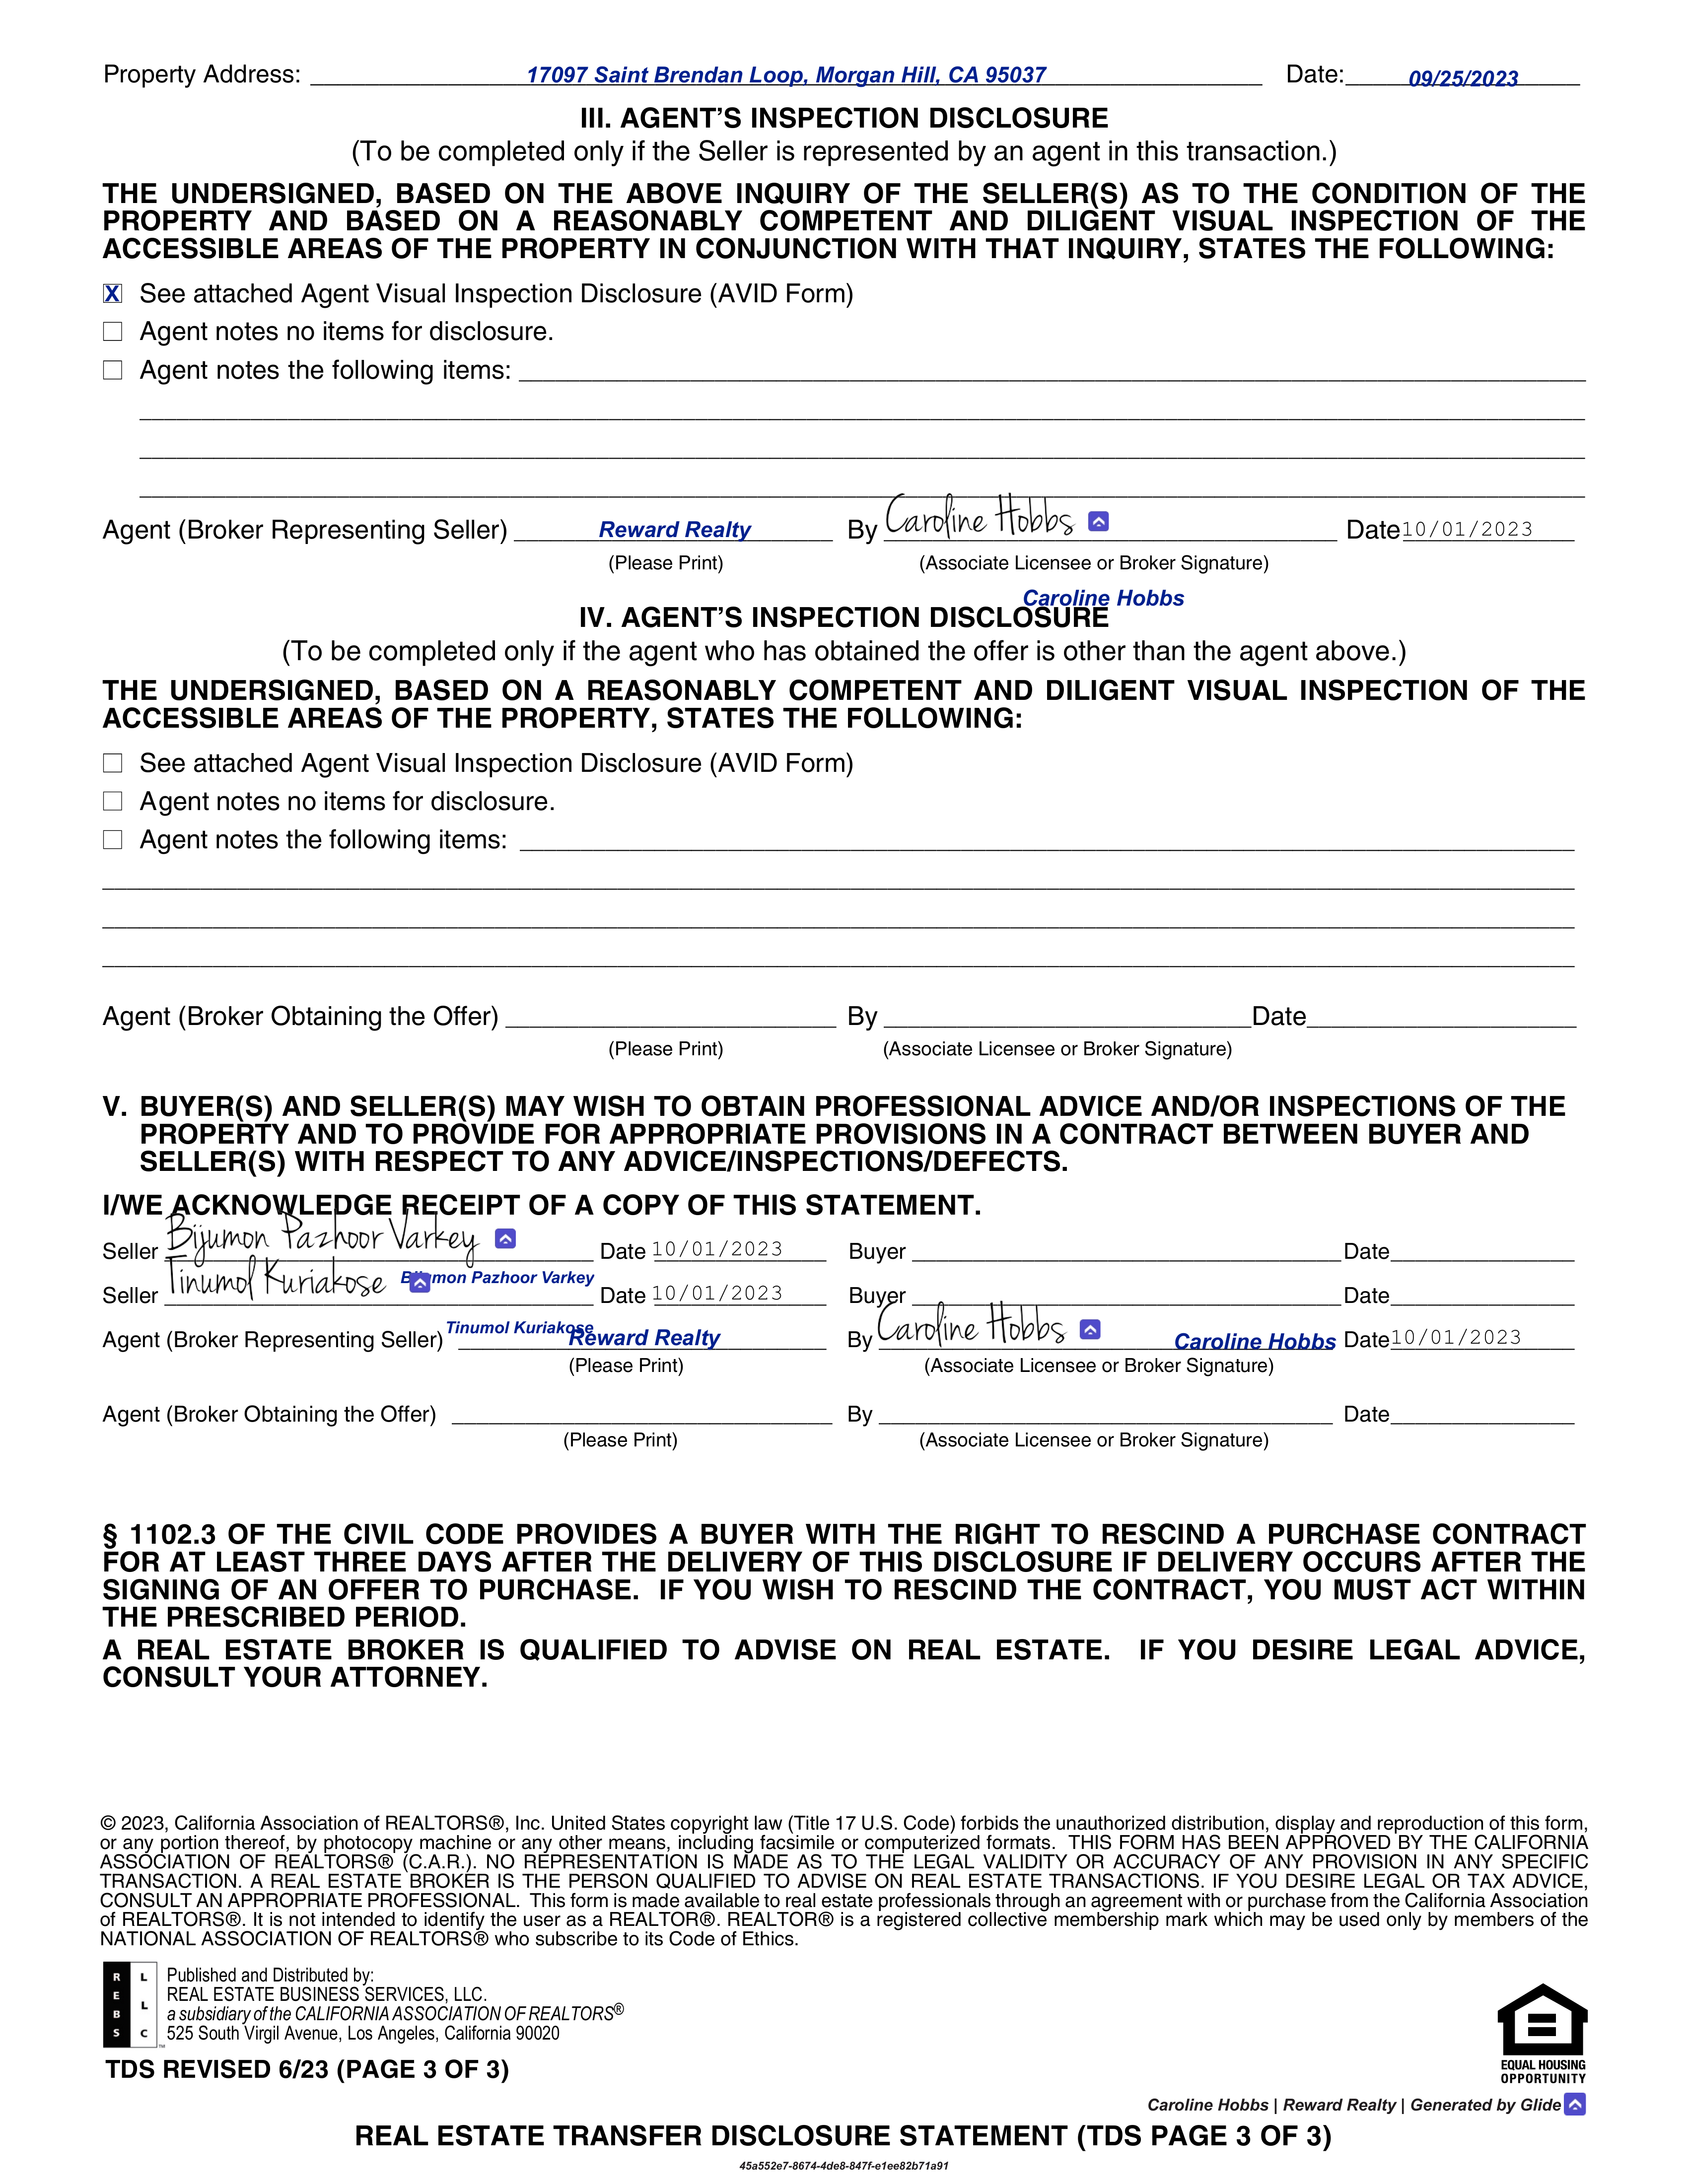 Property Address: 17097 Saint Brendan Loop, Morgan Hill, CA 95037 Date: 09/25/2023
III. AGENT’S INSPECTION DISCLOSURE
(To be completed only if the Seller is represented by an agent in this transaction.)
THE UNDERSIGNED, BASED ON THE ABOVE INQUIRY OF THE SELLER(S) AS TO THE CONDITION OF THE
PROPERTY AND BASED ON A REASONABLY COMPETENT AND DILIGENT VISUAL INSPECTION OF THE
ACCESSIBLE AREAS OF THE PROPERTY IN CONJUNCTION WITH THAT INQUIRY, STATES THE FOLLOWING:
X See attached Agent Visual Inspection Disclosure (AVID Form)
Agent notes no items for disclosure.
Agent notes the following items:
Agent (Broker Representing Seller) Reward Realty By Caroline Hobbs Date 10/01/2023
(Please Print) (Associate Licensee or Broker Signature)
Caroline Hobbs
IV. AGENT’S INSPECTION DISCLOSURE
(To be completed only if the agent who has obtained the offer is other than the agent above.)
THE UNDERSIGNED, BASED ON A REASONABLY COMPETENT AND DILIGENT VISUAL INSPECTION OF THE
ACCESSIBLE AREAS OF THE PROPERTY, STATES THE FOLLOWING:
See attached Agent Visual Inspection Disclosure (AVID Form)
Agent notes no items for disclosure.
Agent notes the following items:
Agent (Broker Obtaining the Offer) By Date
(Please Print) (Associate Licensee or Broker Signature)
V. BUYER(S) AND SELLER(S) MAY WISH TO OBTAIN PROFESSIONAL ADVICE AND/OR INSPECTIONS OF THE
PROPERTY AND TO PROVIDE FOR APPROPRIATE PROVISIONS IN A CONTRACT BETWEEN BUYER AND
SELLER(S) WITH RESPECT TO ANY ADVICE/INSPECTIONS/DEFECTS.
I/WE ACKNOWLEDGE RECEIPT OF A COPY OF THIS STATEMENT.
Seller Bijumon Pazhoor Varkey Date 10/01/2023 Buyer Date
Bijumon Pazhoor Varkey
Seller Tinumol Kuriakose Date 10/01/2023 Buyer Date
Tinumol Kuriakose
Agent (Broker Representing Seller) Reward Realty By Caroline Hobbs Caroline Hobbs Date 10/01/2023
(Please Print) (Associate Licensee or Broker Signature)
Agent (Broker Obtaining the Offer) By Date
(Please Print) (Associate Licensee or Broker Signature)
§ 1102.3 OF THE CIVIL CODE PROVIDES A BUYER WITH THE RIGHT TO RESCIND A PURCHASE CONTRACT
FOR AT LEAST THREE DAYS AFTER THE DELIVERY OF THIS DISCLOSURE IF DELIVERY OCCURS AFTER THE
SIGNING OF AN OFFER TO PURCHASE. IF YOU WISH TO RESCIND THE CONTRACT, YOU MUST ACT WITHIN
THE PRESCRIBED PERIOD.
A REAL ESTATE BROKER IS QUALIFIED TO ADVISE ON REAL ESTATE. IF YOU DESIRE LEGAL ADVICE,
CONSULT YOUR ATTORNEY.
© 2023, California Association of REALTORS®, Inc. United States copyright law (Title 17 U.S. Code) forbids the unauthorized distribution, display and reproduction of this form,
or any portion thereof, by photocopy machine or any other means, including facsimile or computerized formats. THIS FORM HAS BEEN APPROVED BY THE CALIFORNIA
ASSOCIATION OF REALTORS® (C.A.R.). NO REPRESENTATION IS MADE AS TO THE LEGAL VALIDITY OR ACCURACY OF ANY PROVISION IN ANY SPECIFIC
TRANSACTION. A REAL ESTATE BROKER IS THE PERSON QUALIFIED TO ADVISE ON REAL ESTATE TRANSACTIONS. IF YOU DESIRE LEGAL OR TAX ADVICE,
CONSULT AN APPROPRIATE PROFESSIONAL. This form is made available to real estate professionals through an agreement with or purchase from the California Association
of REALTORS®. It is not intended to identify the user as a REALTOR®. REALTOR® is a registered collective membership mark which may be used only by members of the
NATIONAL ASSOCIATION OF REALTORS® who subscribe to its Code of Ethics.
REBS LLC™
Published and Distributed by:
REAL ESTATE BUSINESS SERVICES, LLC.
a subsidiary of the CALIFORNIA ASSOCIATION OF REALTORS®
525 South Virgil Avenue, Los Angeles, California 90020
EQUAL HOUSING
OPPORTUNITY
TDS REVISED 6/23 (PAGE 3 OF 3)
Caroline Hobbs | Reward Realty | Generated by Glide
REAL ESTATE TRANSFER DISCLOSURE STATEMENT (TDS PAGE 3 OF 3)
45a552e7-8674-4de8-847f-e1ee82b71a91